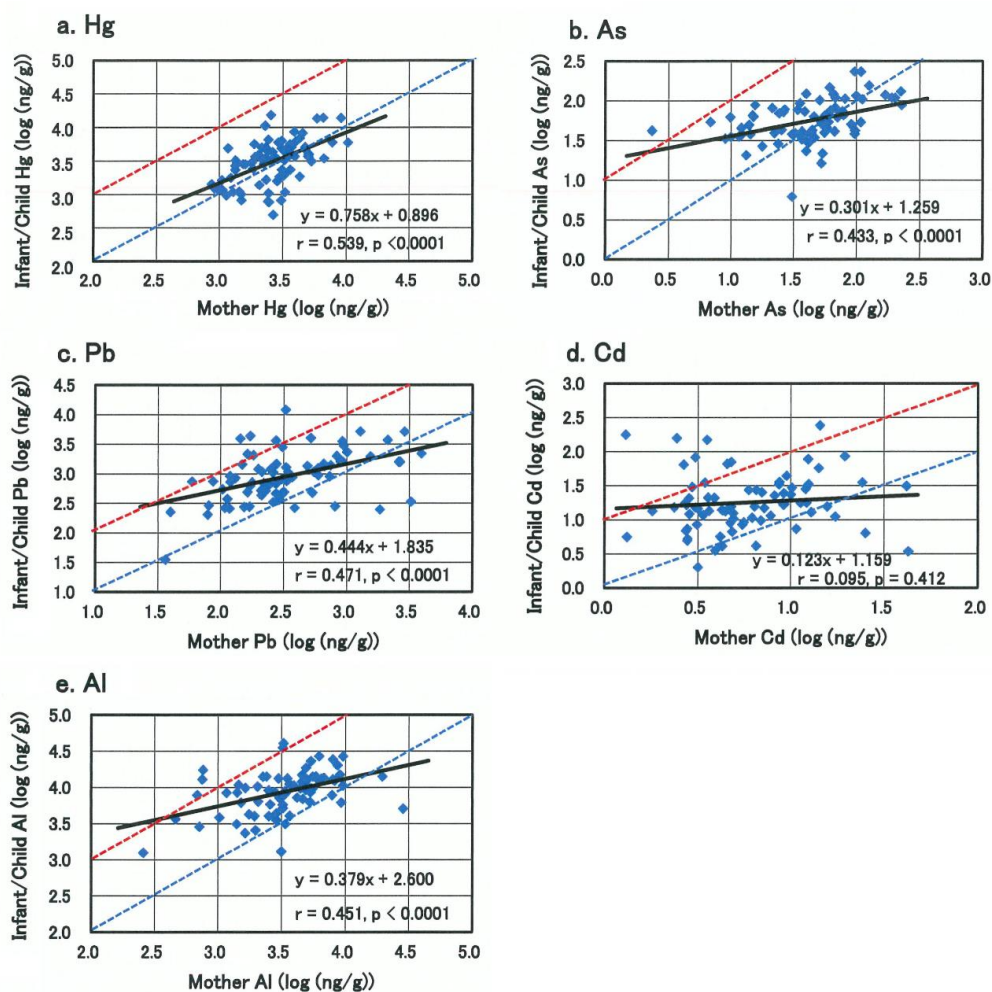 a. Hg
Infant/Child Hg (log (ng/g))
5.0
4.5
4.0
3.5
3.0
2.5
2.0
y = 0.758x + 0.896
r = 0.539, p <0.0001
2.0 2.5 3.0 3.5 4.0 4.5 5.0
Mother Hg (log (ng/g))
b. As
Infant/Child As (log (ng/g))
2.5
2.0
1.5
1.0
0.5
0.0
y = 0.301x + 1.259
r = 0.433, p < 0.0001
0.0 0.5 1.0 1.5 2.0 2.5 3.0
Mother As (log (ng/g))
c. Pb
Infant/Child Pb (log (ng/g))
4.5
4.0
3.5
3.0
2.5
2.0
1.5
1.0
y = 0.444x + 1.835
r = 0.471, p < 0.0001
1.0 1.5 2.0 2.5 3.0 3.5 4.0
Mother Pb (log (ng/g))
d. Cd
Infant/Child Cd (log (ng/g))
3.0
2.5
2.0
1.5
1.0
0.5
0.0
y = 0.123x + 1.159
r = 0.095, p = 0.412
0.0 0.5 1.0 1.5 2.0
Mother Cd (log (ng/g))
e. Al
Infant/Child Al (log (ng/g))
5.0
4.5
4.0
3.5
3.0
2.5
2.0
y = 0.379x + 2.600
r = 0.451, p < 0.0001
2.0 2.5 3.0 3.5 4.0 4.5 5.0
Mother Al (log (ng/g))